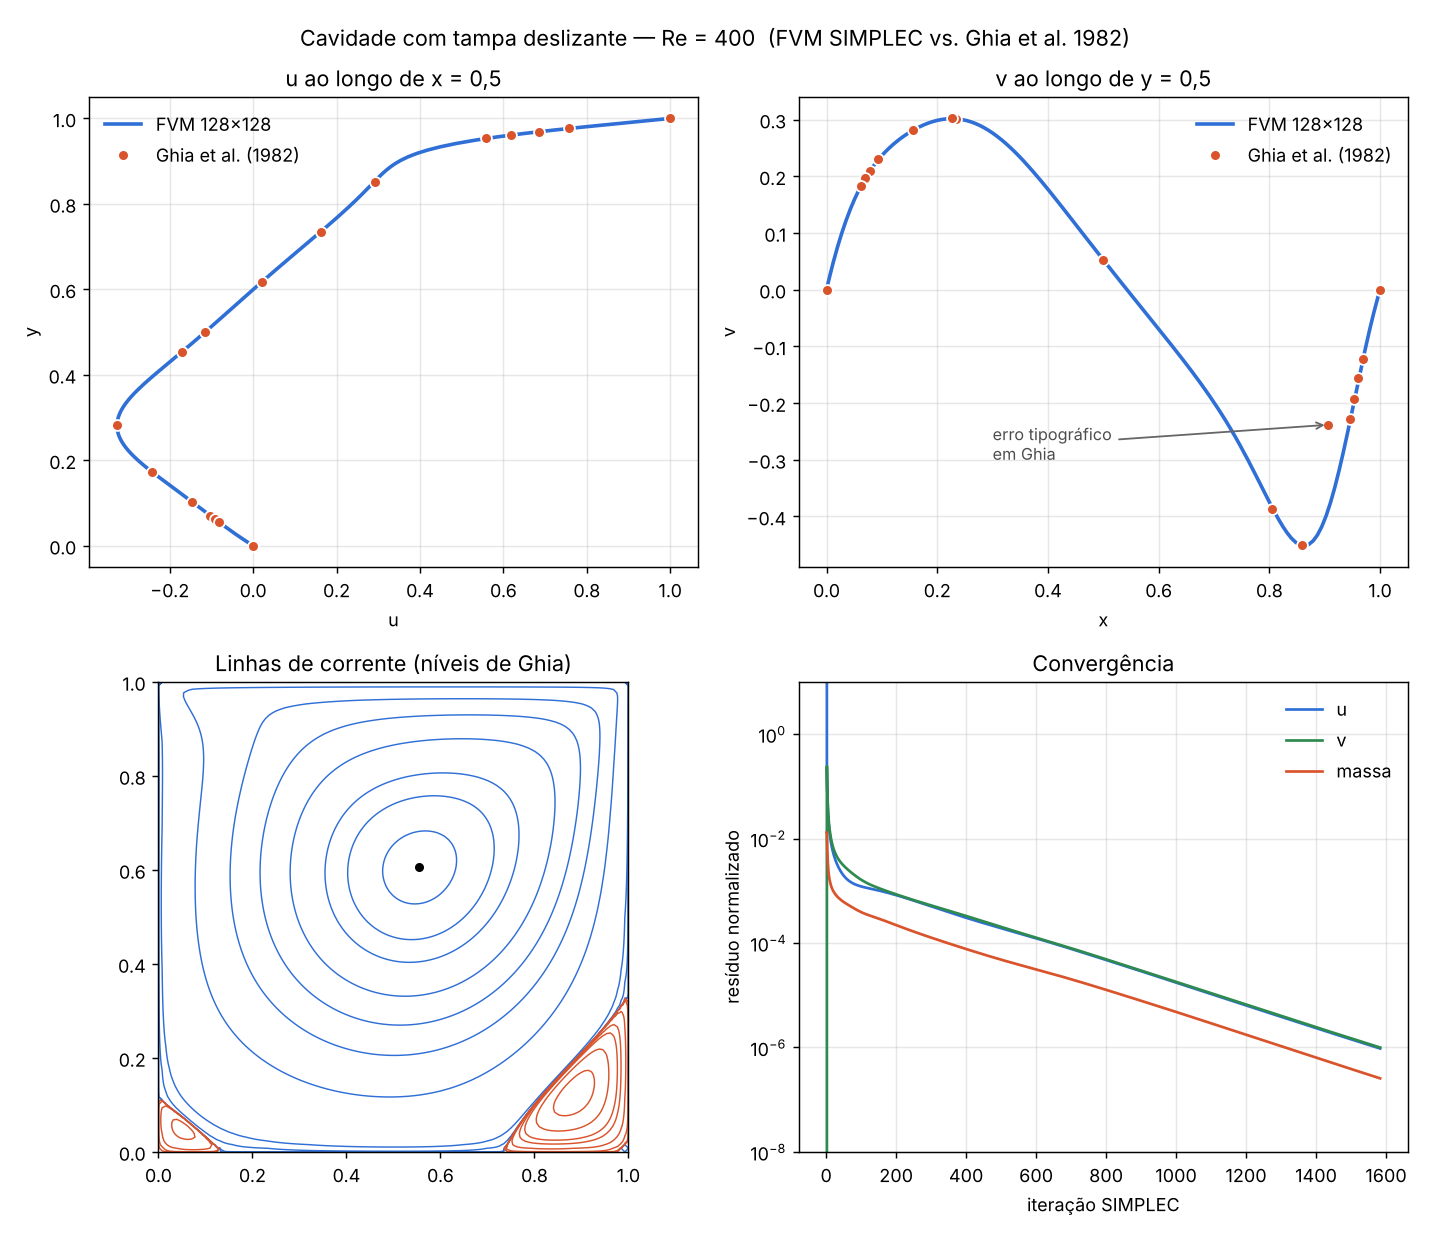 Cavidade com tampa deslizante — Re = 400  (FVM SIMPLEC vs. Ghia et al. 1982)
u ao longo de x = 0,5
FVM 128×128
Ghia et al. (1982)
1.0
0.8
0.6
0.4
0.2
0.0
y
−0.2
0.0
0.2
0.4
0.6
0.8
1.0
u
v ao longo de y = 0,5
FVM 128×128
Ghia et al. (1982)
erro tipográfico
em Ghia
0.3
0.2
0.1
0.0
−0.1
−0.2
−0.3
−0.4
v
0.0
0.2
0.4
0.6
0.8
1.0
x
Linhas de corrente (níveis de Ghia)
1.0
0.8
0.6
0.4
0.2
0.0
0.0
0.2
0.4
0.6
0.8
1.0
Convergência
u
v
massa
10⁰
10⁻²
10⁻⁴
10⁻⁶
10⁻⁸
resíduo normalizado
0
200
400
600
800
1000
1200
1400
1600
iteração SIMPLEC